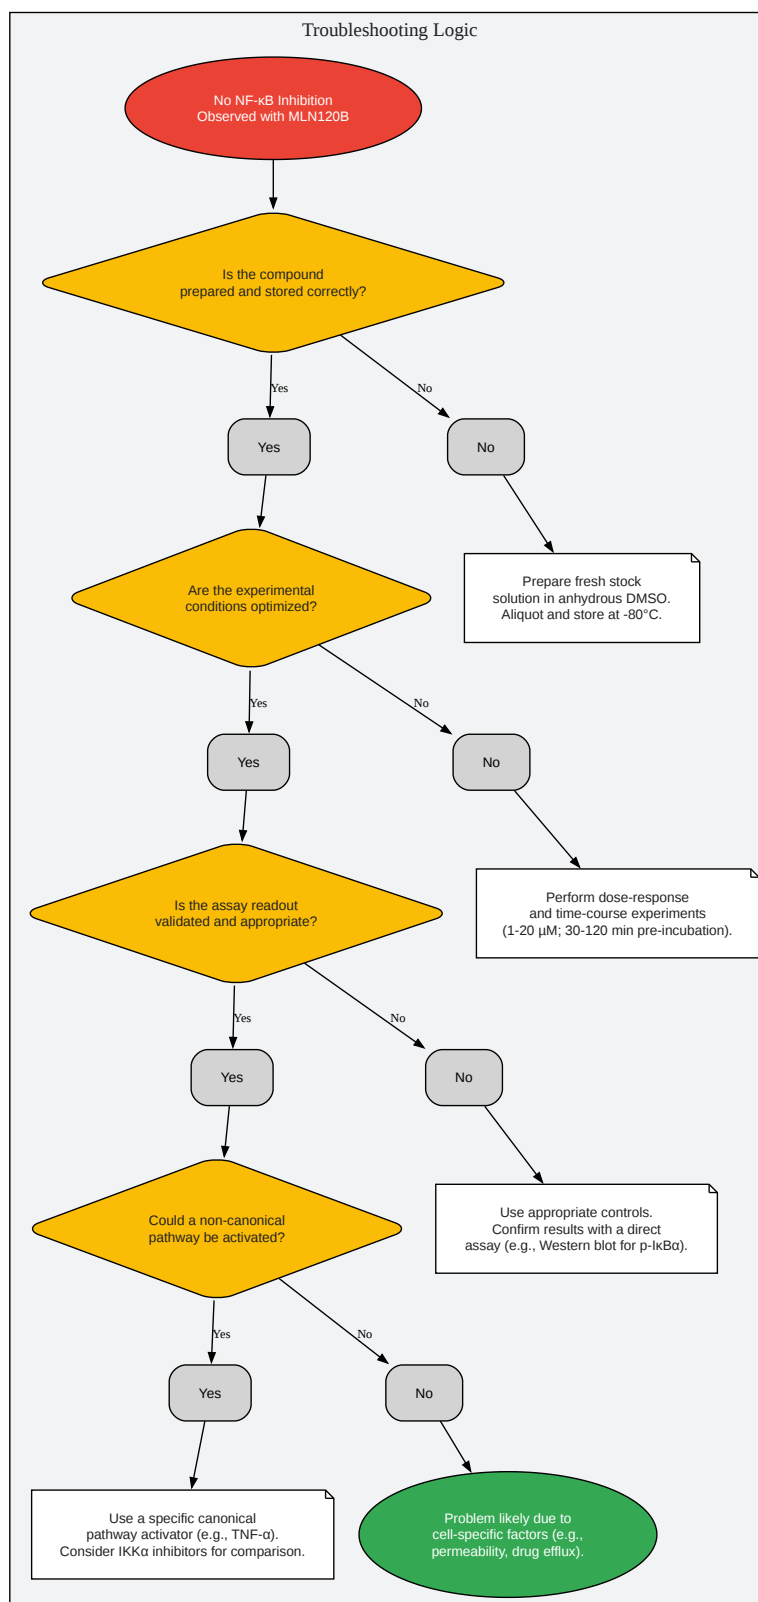 Troubleshooting Logic
No NF-κB Inhibition
Observed with MLN120B
Is the compound
prepared and stored correctly?
Yes
No
Yes
No
Prepare fresh stock
solution in anhydrous DMSO.
Aliquot and store at -80°C.
Are the experimental
conditions optimized?
Yes
No
Yes
No
Perform dose-response
and time-course experiments
(1-20 µM; 30-120 min pre-incubation).
Is the assay readout
validated and appropriate?
Yes
No
Yes
No
Use appropriate controls.
Confirm results with a direct
assay (e.g., Western blot for p-IκBα).
Could a non-canonical
pathway be activated?
Yes
No
Yes
No
Use a specific canonical
pathway activator (e.g., TNF-α).
Consider IKKα inhibitors for comparison.
Problem likely due to
cell-specific factors (e.g.,
permeability, drug efflux).